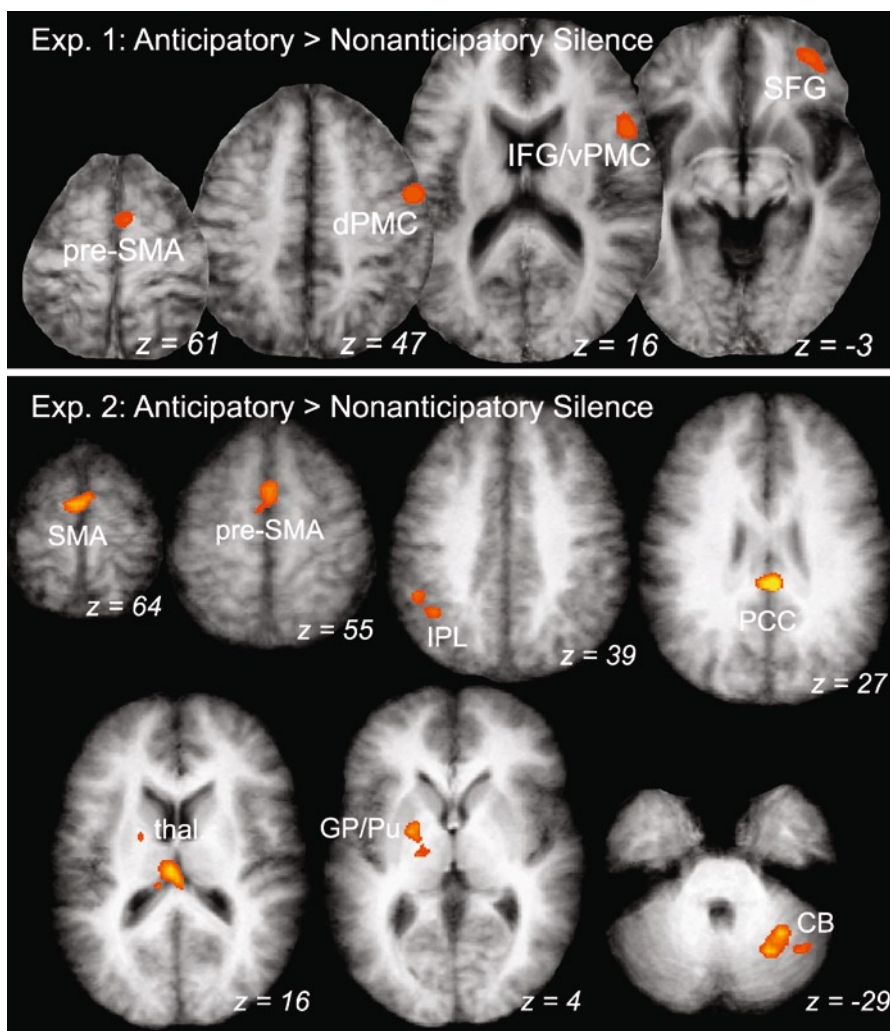 Exp. 1: Anticipatory > Nonanticipatory Silence
SFG
IFG/vPMC
dPMC
pre-SMA
z = 61
z = 47
z = 16
z = -3
Exp. 2: Anticipatory > Nonanticipatory Silence
SMA
pre-SMA
IPL
PCC
z = 64
z = 55
z = 39
z = 27
thal.
GP/Pu
CB
z = 16
z = 4
z = -29